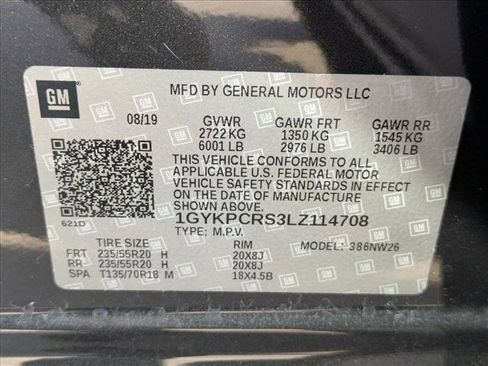 GM
MFD BY GENERAL MOTORS LLC
08/19 GVWR GAWR FRT GAWR RR
2722 KG 1350 KG 1545 KG
6001 LB 2976 LB 3406 LB
THIS VEHICLE CONFORMS TO ALL
APPLICABLE U.S. FEDERAL MOTOR
VEHICLE SAFETY STANDARDS IN EFFECT
ON THE DATE OF MANUFACTURE
SHOWN ABOVE.
621D 1GYKPCRS3LZ114708
TYPE: M.P.V. MODEL: 386NW26
TIRE SIZE RIM
FRT 235/55R20 H 20X8J
RR 235/55R20 H 20X8J
SPA T135/70R18 M 18X4.5B